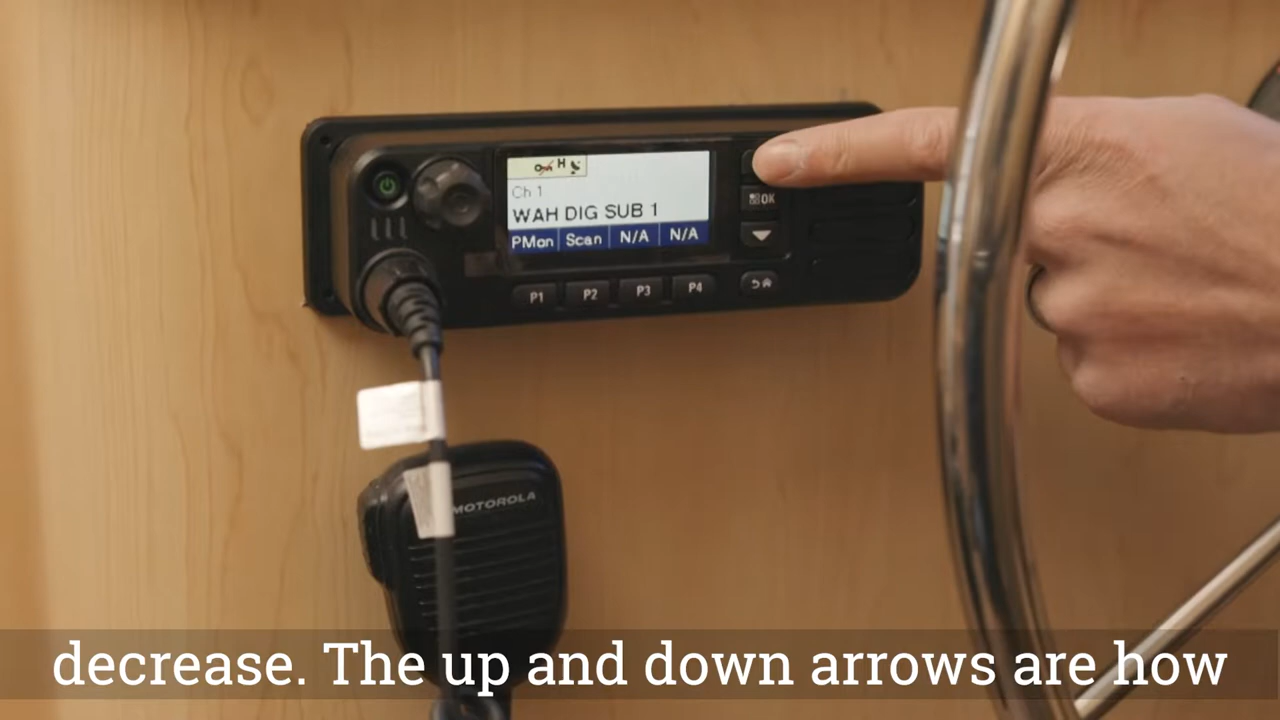 H
Ch 1
WAH DIG SUB 1
PMon Scan N/A N/A
OK
P1 P2 P3 P4
MOTOROLA
decrease. The up and down arrows are how